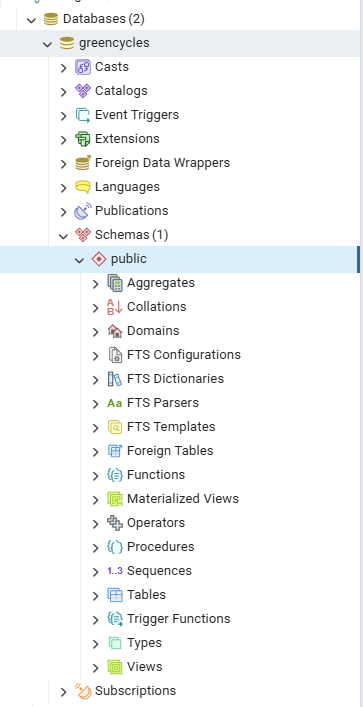 Databases (2)
greencycles
Casts
Catalogs
Event Triggers
Extensions
Foreign Data Wrappers
Languages
Publications
Schemas (1)
public
Aggregates
Collations
Domains
FTS Configurations
FTS Dictionaries
Aa FTS Parsers
FTS Templates
Foreign Tables
Functions
Materialized Views
Operators
Procedures
1..3 Sequences
Tables
Trigger Functions
Types
Views
Subscriptions